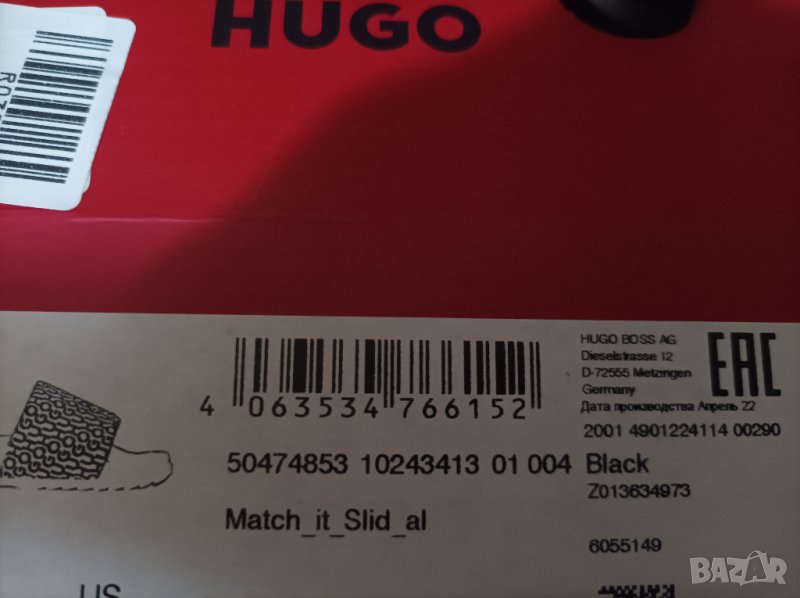 HUGO
4 063534 766152
HUGO BOSS AG
Dieselstrasse 12
D-72555 Metzingen
Germany
Дата производства Апрель 22
EAC
2001 4901224114 00290
50474853 10243413 01 004 Black
Z013634973
Match_it_Slid_al
6055149
US
BAZAR